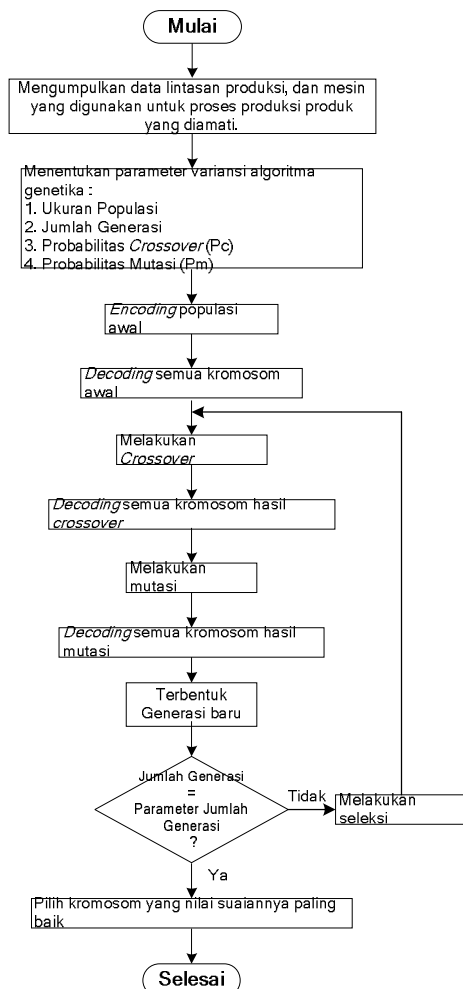 Mulai
Mengumpulkan data lintasan produksi, dan mesin
yang digunakan untuk proses produksi produk
yang diamati.
Menentukan parameter variansi algoritma
genetika :
1. Ukuran Populasi
2. Jumlah Generasi
3. Probabilitas Crossover (Pc)
4. Probabilitas Mutasi (Pm)
Encoding populasi
awal
Decoding semua kromosom
awal
Melakukan
Crossover
Decoding semua kromosom hasil
crossover
Melakukan
mutasi
Decoding semua kromosom hasil
mutasi
Terbentuk
Generasi baru
Jumlah Generasi
=
Parameter Jumlah
Generasi
?
Tidak
Melakukan
seleksi
Ya
Pilih kromosom yang nilai suaiannya paling
baik
Selesai